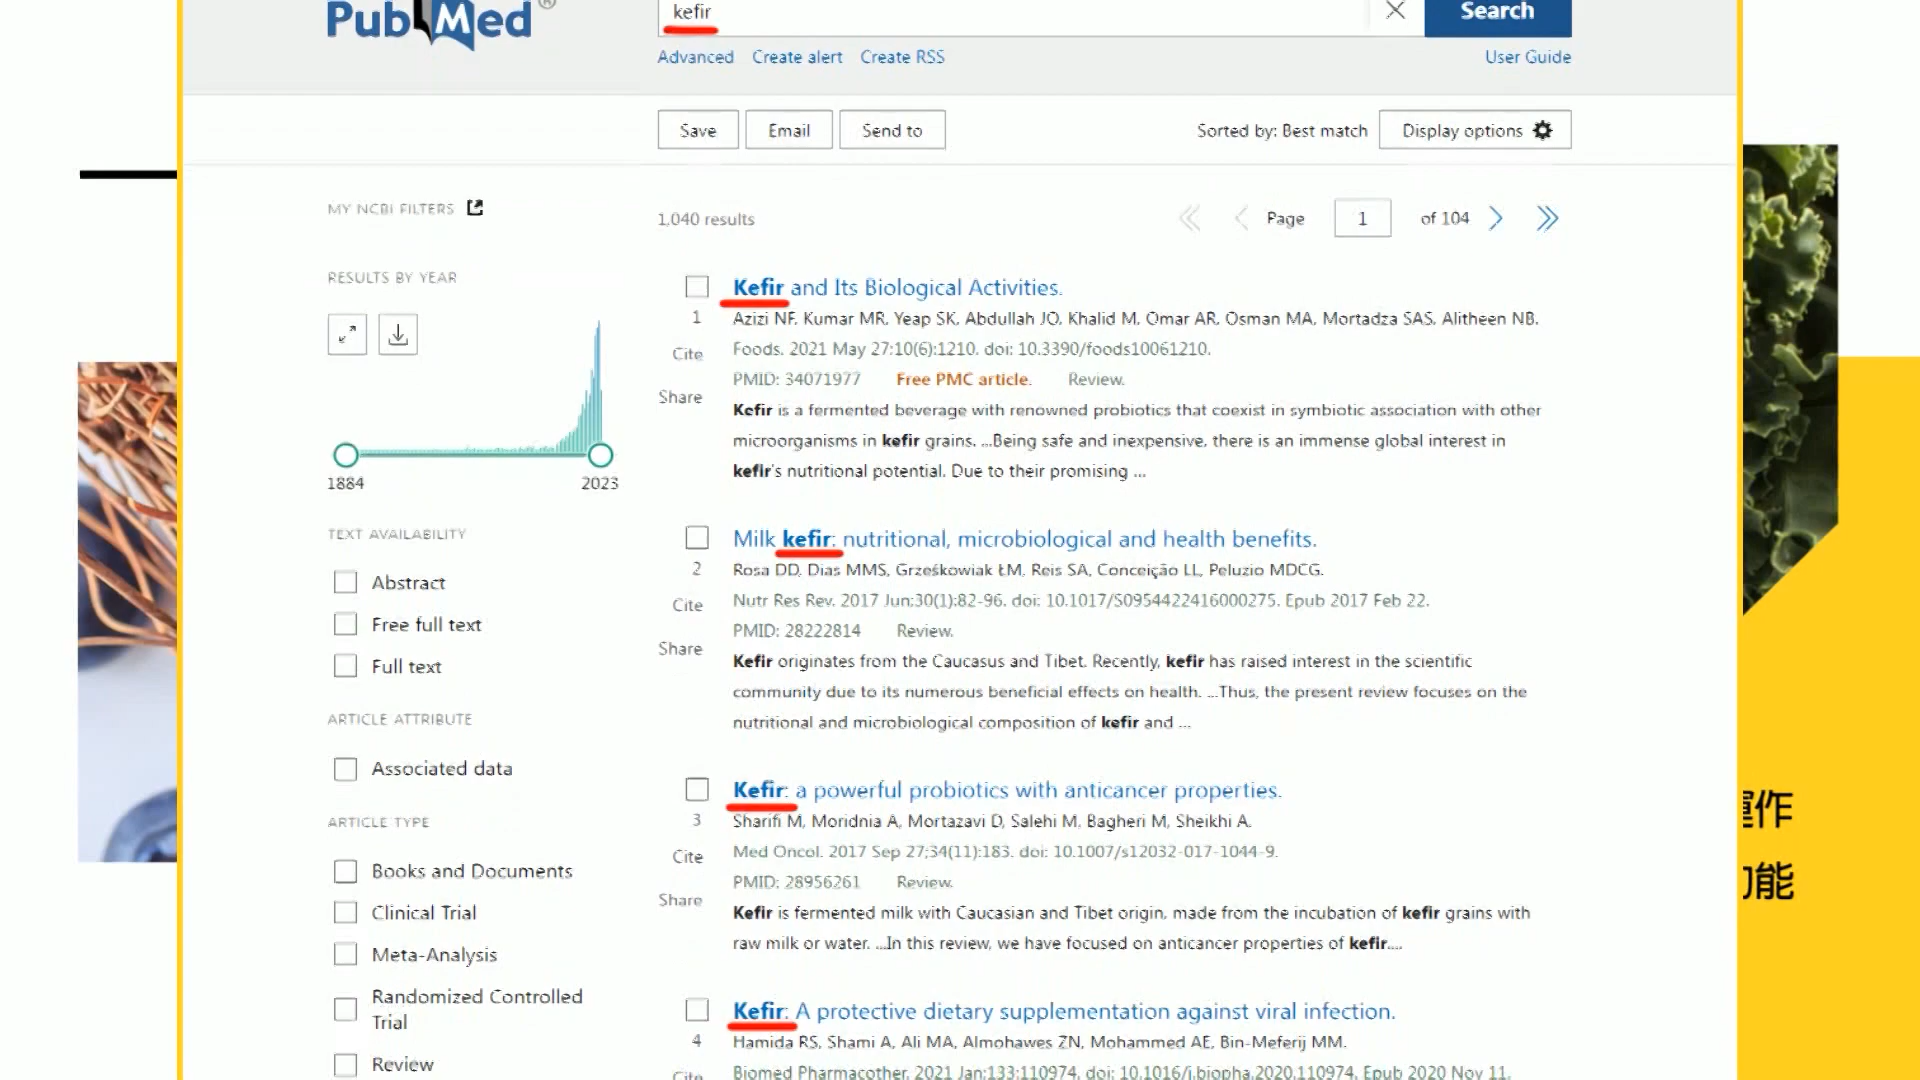 PubMed®
kefir
Search
Advanced Create alert Create RSS
User Guide
Save Email Send to
Sorted by: Best match
Display options
MY NCBI FILTERS
1,040 results
Page 1 of 104
RESULTS BY YEAR
1884 2023
TEXT AVAILABILITY
Abstract
Free full text
Full text
ARTICLE ATTRIBUTE
Associated data
ARTICLE TYPE
Books and Documents
Clinical Trial
Meta-Analysis
Randomized Controlled
Trial
Review
Kefir and Its Biological Activities.
1
Azizi NF, Kumar MR, Yeap SK, Abdullah JO, Khalid M, Omar AR, Osman MA, Mortadza SAS, Alitheen NB.
Cite
Foods. 2021 May 27;10(6):1210. doi: 10.3390/foods10061210.
PMID: 34071977 Free PMC article. Review.
Share
Kefir is a fermented beverage with renowned probiotics that coexist in symbiotic association with other
microorganisms in kefir grains. ...Being safe and inexpensive, there is an immense global interest in
kefir's nutritional potential. Due to their promising ...
Milk kefir: nutritional, microbiological and health benefits.
2
Rosa DD, Dias MMS, Grześkowiak ŁM, Reis SA, Conceição LL, Peluzio MDCG.
Cite
Nutr Res Rev. 2017 Jun;30(1):82-96. doi: 10.1017/S0954422416000275. Epub 2017 Feb 22.
PMID: 28222814 Review.
Share
Kefir originates from the Caucasus and Tibet. Recently, kefir has raised interest in the scientific
community due to its numerous beneficial effects on health. ...Thus, the present review focuses on the
nutritional and microbiological composition of kefir and ...
Kefir: a powerful probiotics with anticancer properties.
3
Sharifi M, Moridnia A, Mortazavi D, Salehi M, Bagheri M, Sheikhi A.
Cite
Med Oncol. 2017 Sep 27;34(11):183. doi: 10.1007/s12032-017-1044-9.
PMID: 28956261 Review.
Share
Kefir is fermented milk with Caucasian and Tibet origin, made from the incubation of kefir grains with
raw milk or water. ...In this review, we have focused on anticancer properties of kefir....
Kefir: A protective dietary supplementation against viral infection.
4
Hamida RS, Shami A, Ali MA, Almohawes ZN, Mohammed AE, Bin-Meferij MM.
Cite
Biomed Pharmacother. 2021 Jan;133:110974. doi: 10.1016/j.biopha.2020.110974. Epub 2020 Nov 11.
運作
能